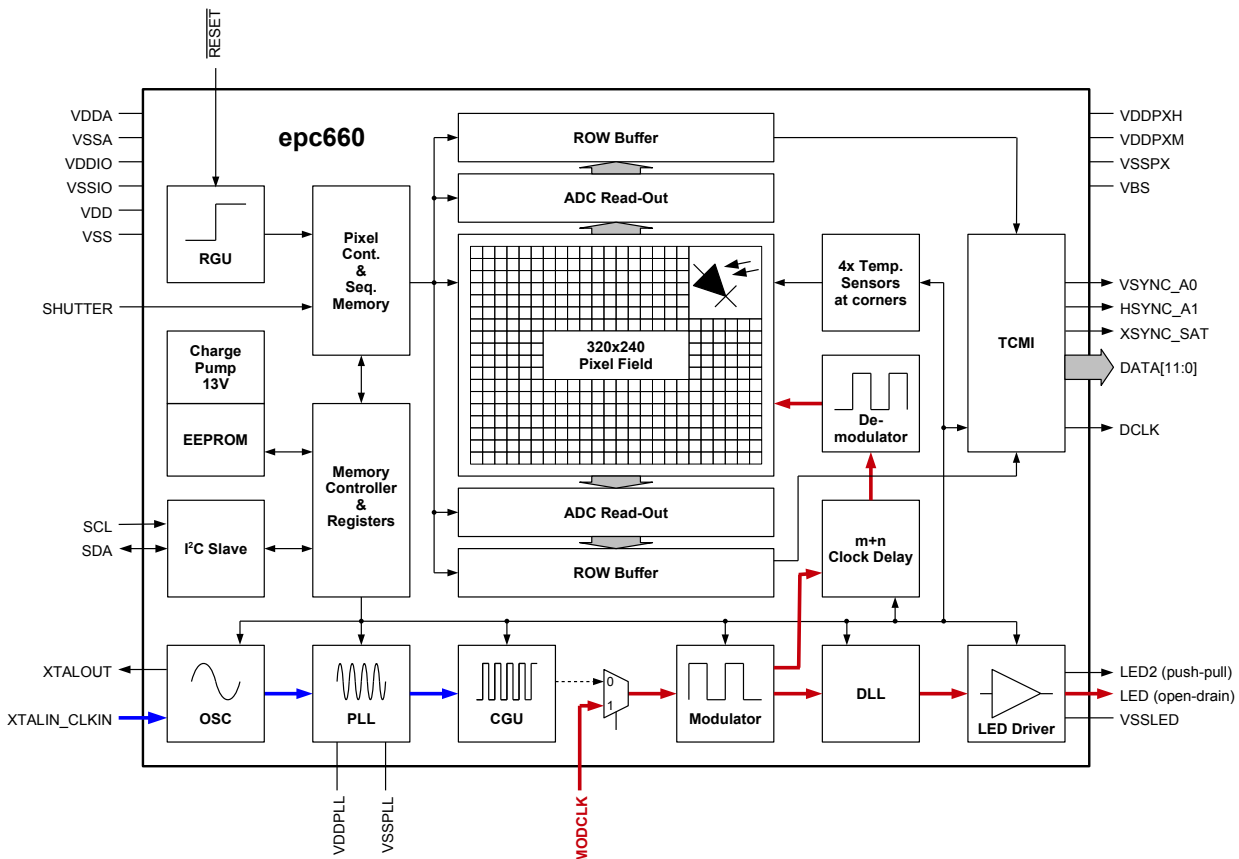 RESET
VDDA
VSSA
VDDIO
VSSIO
VDD
VSS
SHUTTER
SCL
SDA
XTALOUT
XTALIN_CLKIN
epc660
RGU
Pixel
Cont.
&
Seq.
Memory
Charge
Pump
13V
EEPROM
Memory
Controller
&
Registers
I²C Slave
ROW Buffer
ADC Read-Out
320x240
Pixel Field
ADC Read-Out
ROW Buffer
4x Temp.
Sensors
at corners
De-
modulator
m+n
Clock Delay
TCMI
OSC
PLL
CGU
0
1
Modulator
DLL
LED Driver
VDDPXH
VDDPXM
VSSPX
VBS
VSYNC_A0
HSYNC_A1
XSYNC_SAT
DATA[11:0]
DCLK
LED2 (push-pull)
LED (open-drain)
VSSLED
VDDPLL
VSSPLL
MODCLK